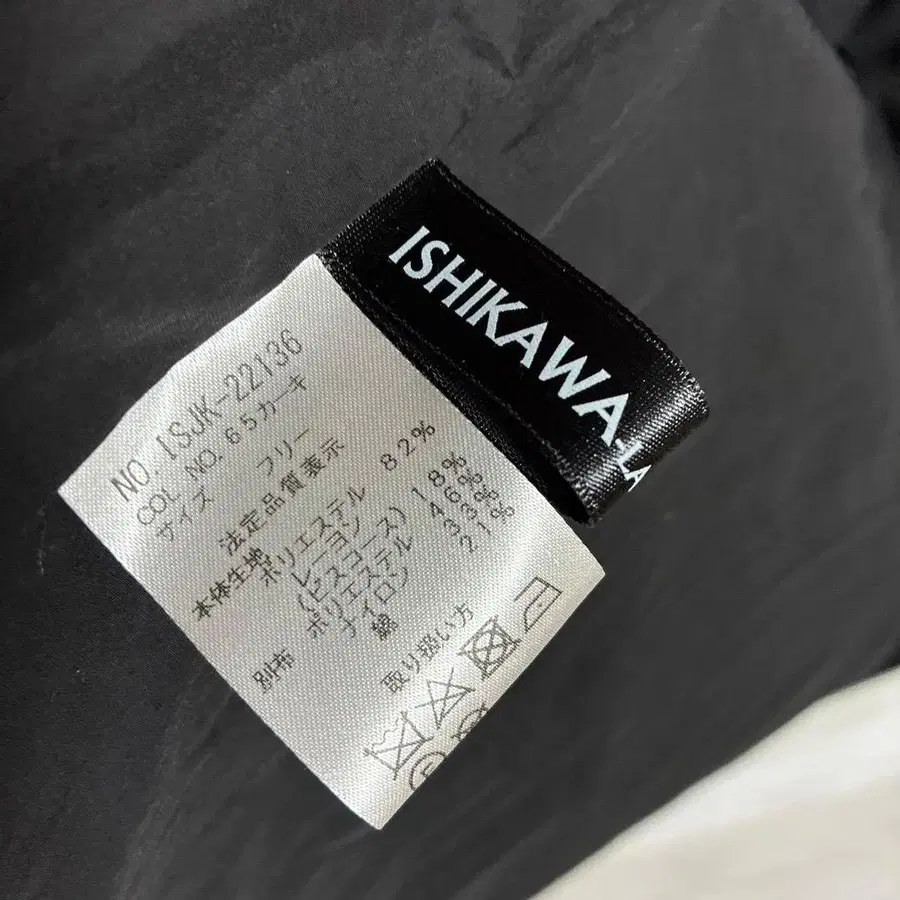 ISHIKAWA-LA
NO. ISJK-22136
COL NO. 65カーキ
サイズ フリー
法定品質表示
本体生地 ポリエステル 82%
レーヨン 18%
(ビスコース)
別布 ポリエステル 46%
ナイロン 33%
綿 21%
取り扱い方
P